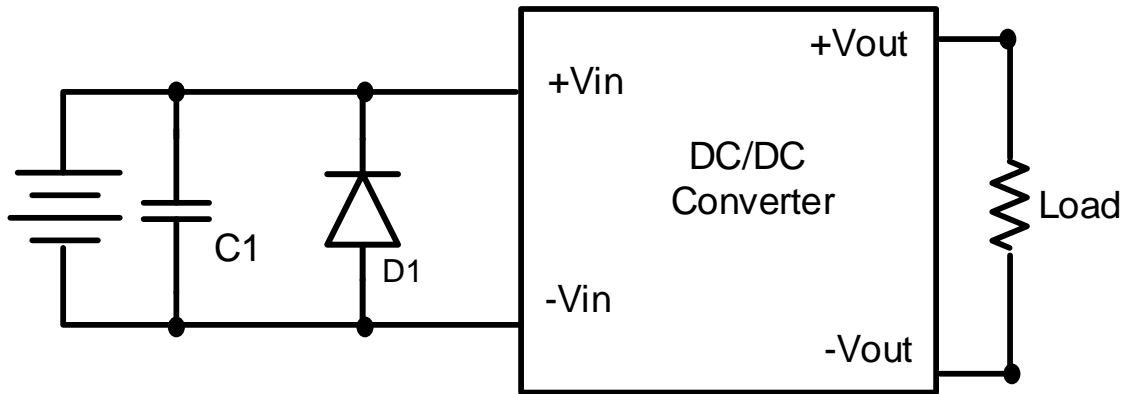 +Vout
+Vin
DC/DC
Converter
Load
C1
D1
-Vin
-Vout